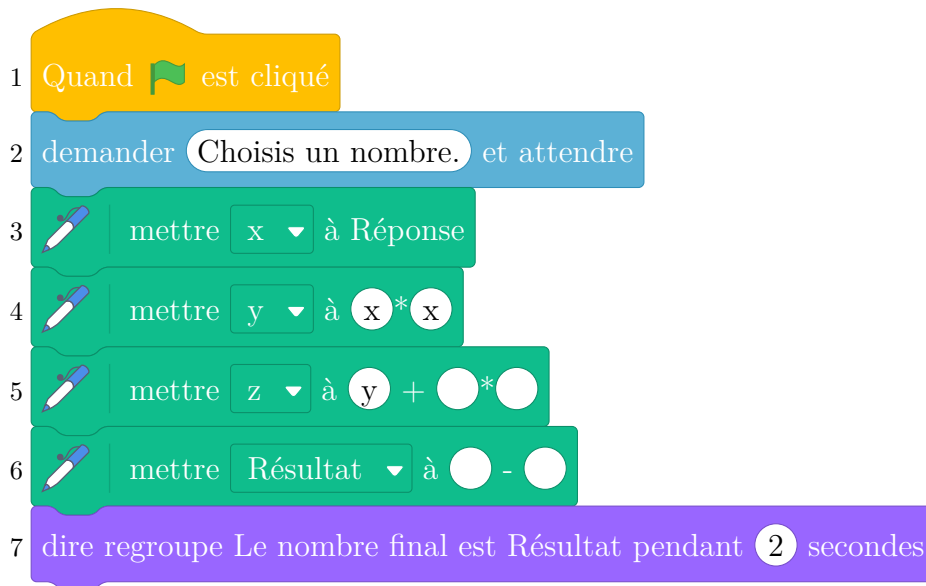 1 Quand est cliqué
2 demander Choisis un nombre. et attendre
3 mettre x à Réponse
4 mettre y à x * x
5 mettre z à y + *
6 mettre Résultat à -
7 dire regroupe Le nombre final est Résultat pendant 2 secondes